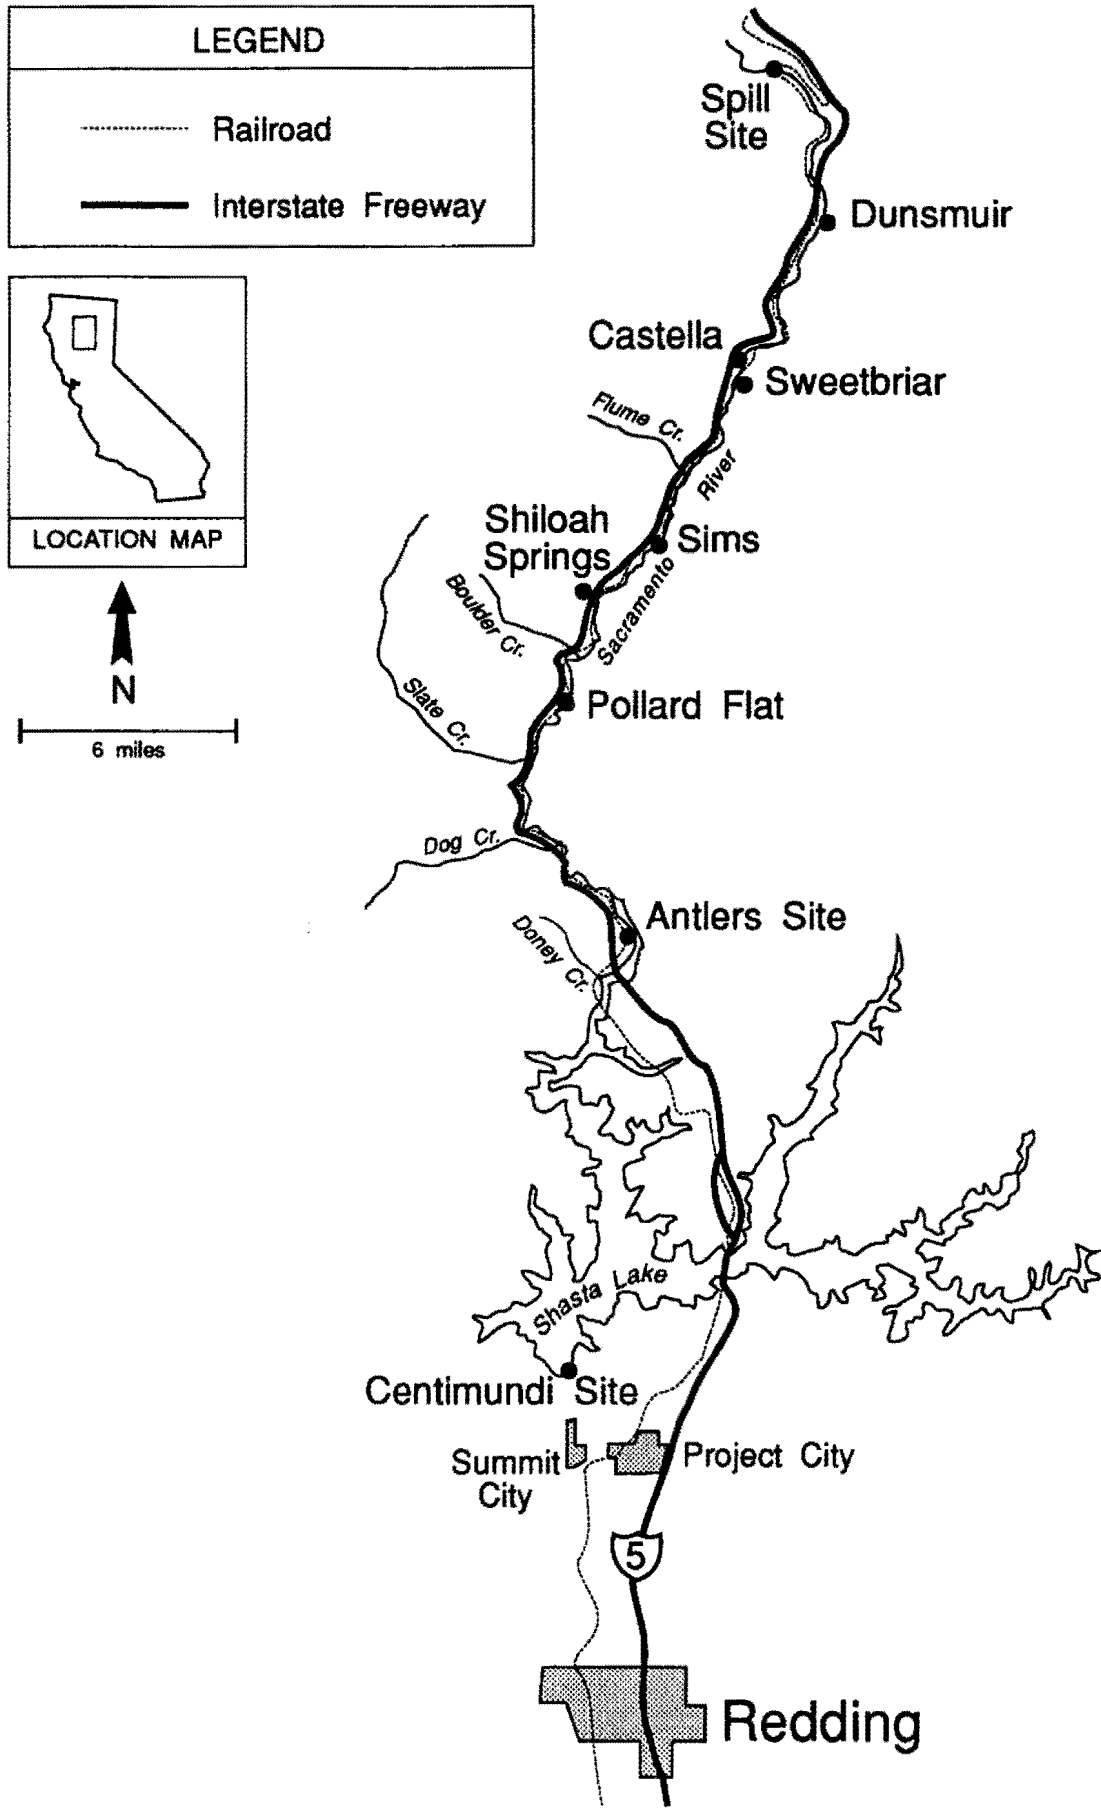 LEGEND
Railroad
Interstate Freeway
LOCATION MAP
N
6 miles
Spill
Site
Dunsmuir
Castella
Sweetbriar
Flume Cr.
River
Shiloah
Springs
Sims
Sacramento
Boulder Cr.
Slate Cr.
Pollard Flat
Dog Cr.
Antlers Site
Doney Cr.
Shasta Lake
Centimundi Site
Summit
City
Project City
5
Redding